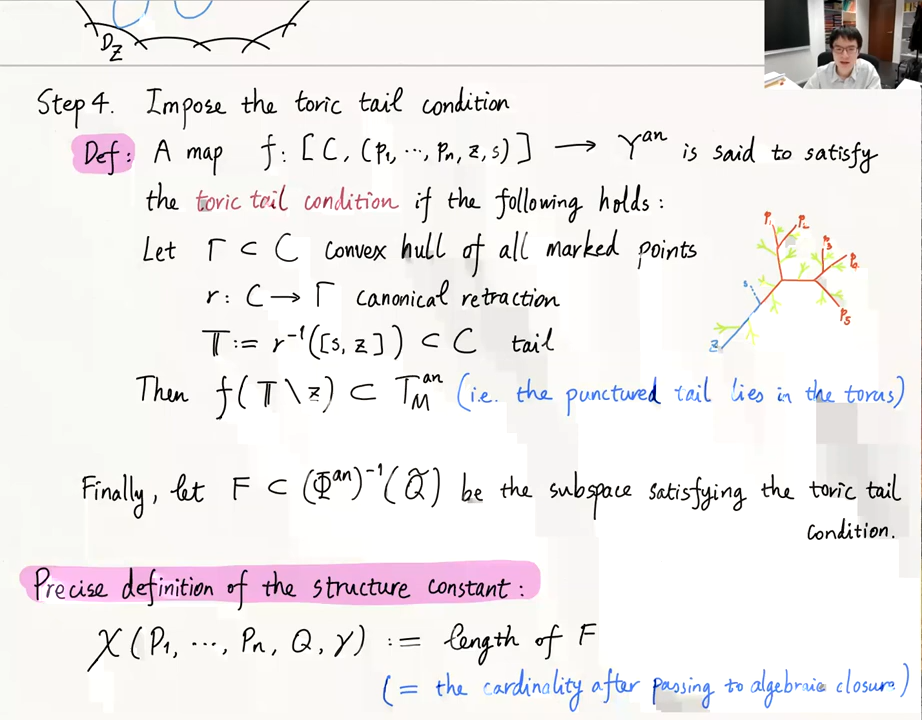 D_Z
Step 4. Impose the toric tail condition
Def: A map f: [C, (p₁, ⋯, pₙ, z, s)] ⟶ Y^an is said to satisfy
the toric tail condition if the following holds:
Let Γ ⊂ C convex hull of all marked points
r: C → Γ canonical retraction
𝕋 := r⁻¹([s, z]) ⊂ C tail
Then f(𝕋 \ z) ⊂ T_M^an (i.e. the punctured tail lies in the torus)
P₁ P₂ P₃ P₄ P₅ s z
Finally, let F ⊂ (Φ^an)⁻¹(Q̃) be the subspace satisfying the toric tail
condition.
Precise definition of the structure constant:
χ(P₁, ⋯, Pₙ, Q, γ) := length of F
(= the cardinality after passing to algebraic closure)